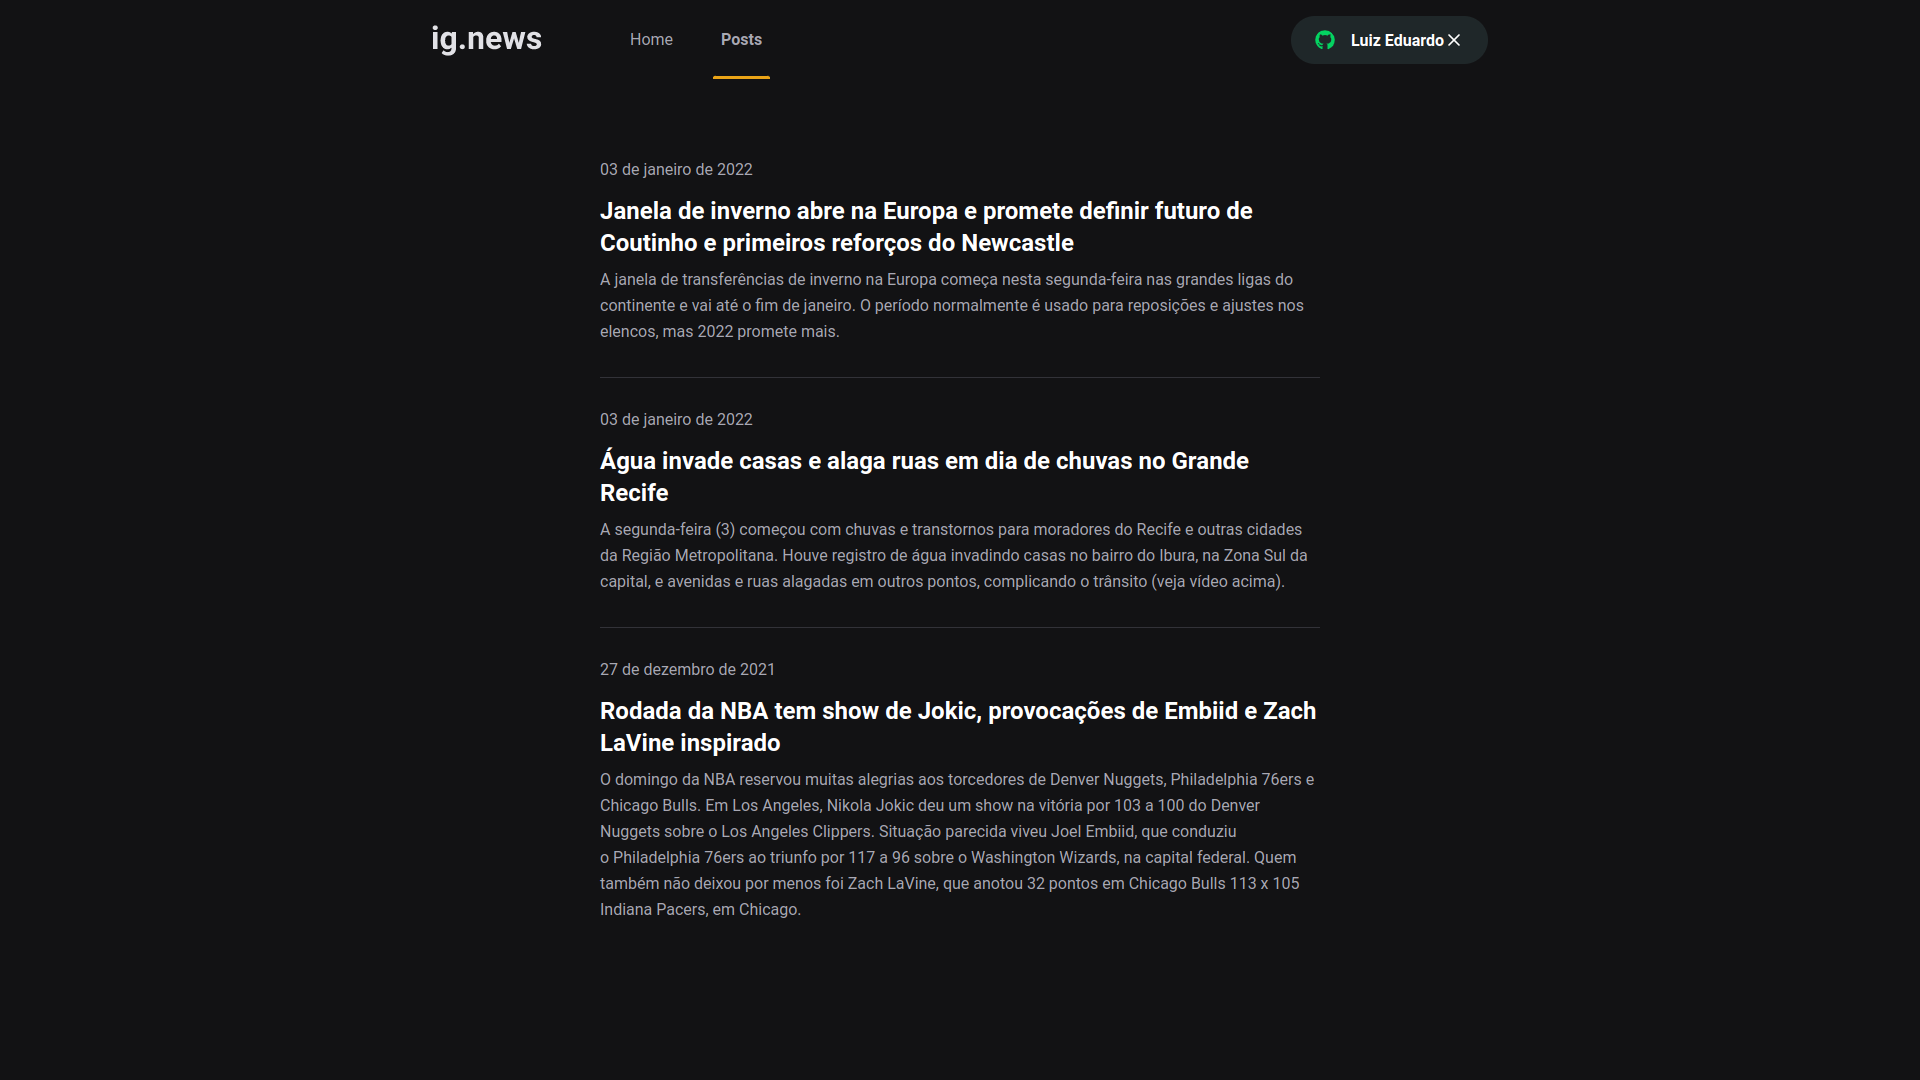 ig.news
Home
Posts
Luiz Eduardo
03 de janeiro de 2022
Janela de inverno abre na Europa e promete definir futuro de
Coutinho e primeiros reforços do Newcastle
A janela de transferências de inverno na Europa começa nesta segunda-feira nas grandes ligas do
continente e vai até o fim de janeiro. O período normalmente é usado para reposições e ajustes nos
elencos, mas 2022 promete mais.
03 de janeiro de 2022
Água invade casas e alaga ruas em dia de chuvas no Grande
Recife
A segunda-feira (3) começou com chuvas e transtornos para moradores do Recife e outras cidades
da Região Metropolitana. Houve registro de água invadindo casas no bairro do Ibura, na Zona Sul da
capital, e avenidas e ruas alagadas em outros pontos, complicando o trânsito (veja vídeo acima).
27 de dezembro de 2021
Rodada da NBA tem show de Jokic, provocações de Embiid e Zach
LaVine inspirado
O domingo da NBA reservou muitas alegrias aos torcedores de Denver Nuggets, Philadelphia 76ers e
Chicago Bulls. Em Los Angeles, Nikola Jokic deu um show na vitória por 103 a 100 do Denver
Nuggets sobre o Los Angeles Clippers. Situação parecida viveu Joel Embiid, que conduziu
o Philadelphia 76ers ao triunfo por 117 a 96 sobre o Washington Wizards, na capital federal. Quem
também não deixou por menos foi Zach LaVine, que anotou 32 pontos em Chicago Bulls 113 x 105
Indiana Pacers, em Chicago.